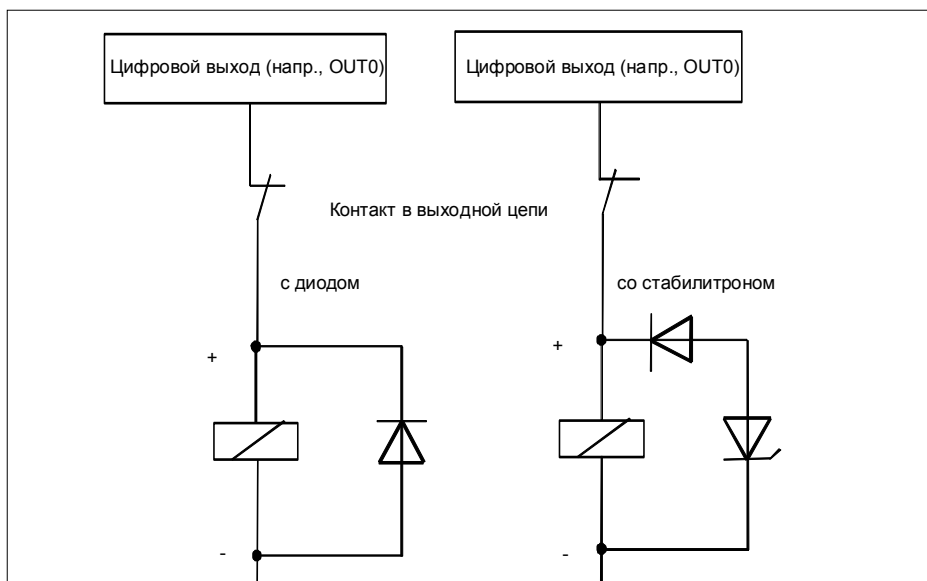 Цифровой выход (напр., OUT0)
Цифровой выход (напр., OUT0)
Контакт в выходной цепи
с диодом
со стабилитроном
+
+
-
-